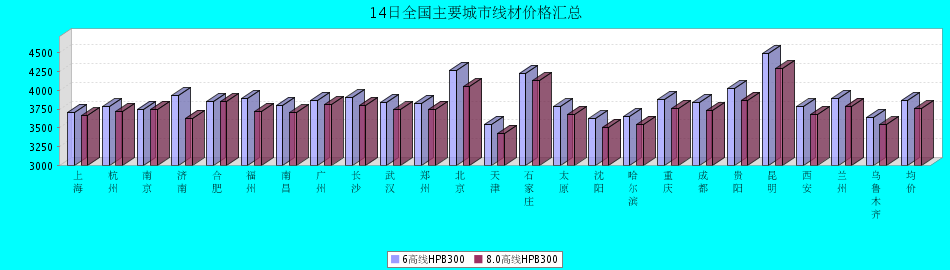 14日全国主要城市线材价格汇总
4500
4250
4000
3750
3500
3250
3000
上海
杭州
南京
济南
合肥
福州
南昌
广州
长沙
武汉
郑州
北京
天津
石家庄
太原
沈阳
哈尔滨
重庆
成都
贵阳
昆明
西安
兰州
乌鲁木齐
均价
6高线HPB300
8.0高线HPB300